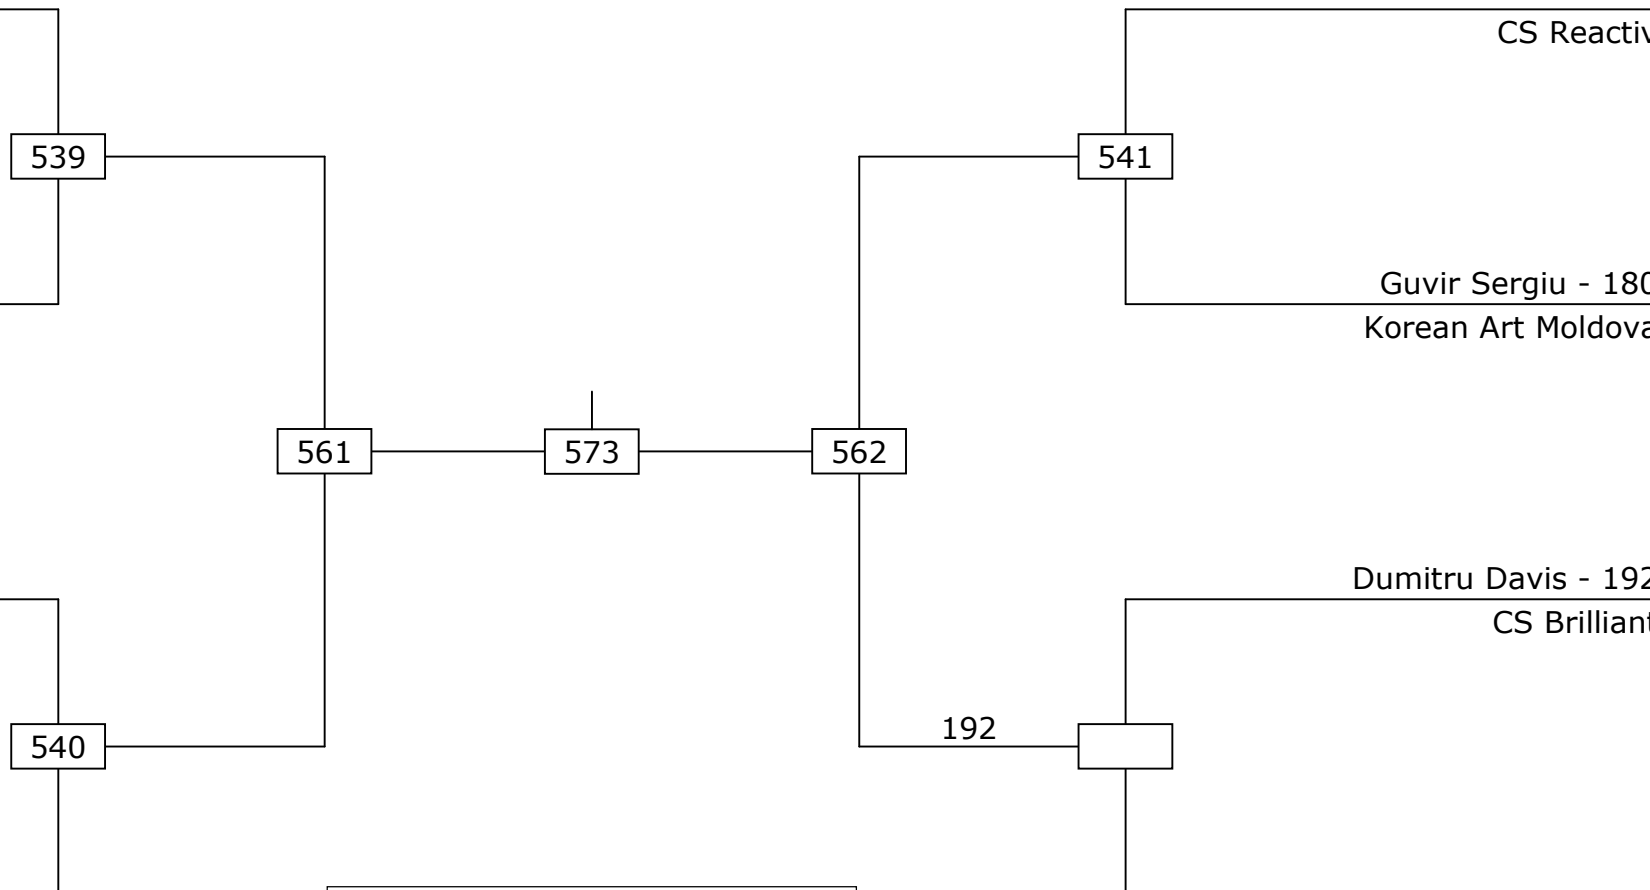 CS Reactiv
539
541
Guvir Sergiu - 180
Korean Art Moldova
561
573
562
Dumitru Davis - 192
CS Brilliant
540
192